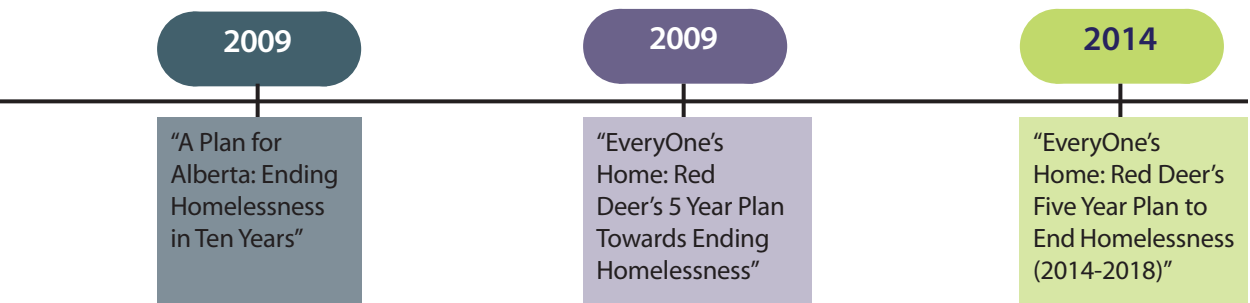 2009
“A Plan for
Alberta: Ending
Homelessness
in Ten Years”
2009
“EveryOne’s
Home: Red
Deer’s 5 Year Plan
Towards Ending
Homelessness”
2014
“EveryOne’s
Home: Red Deer’s
Five Year Plan to
End Homelessness
(2014-2018)”